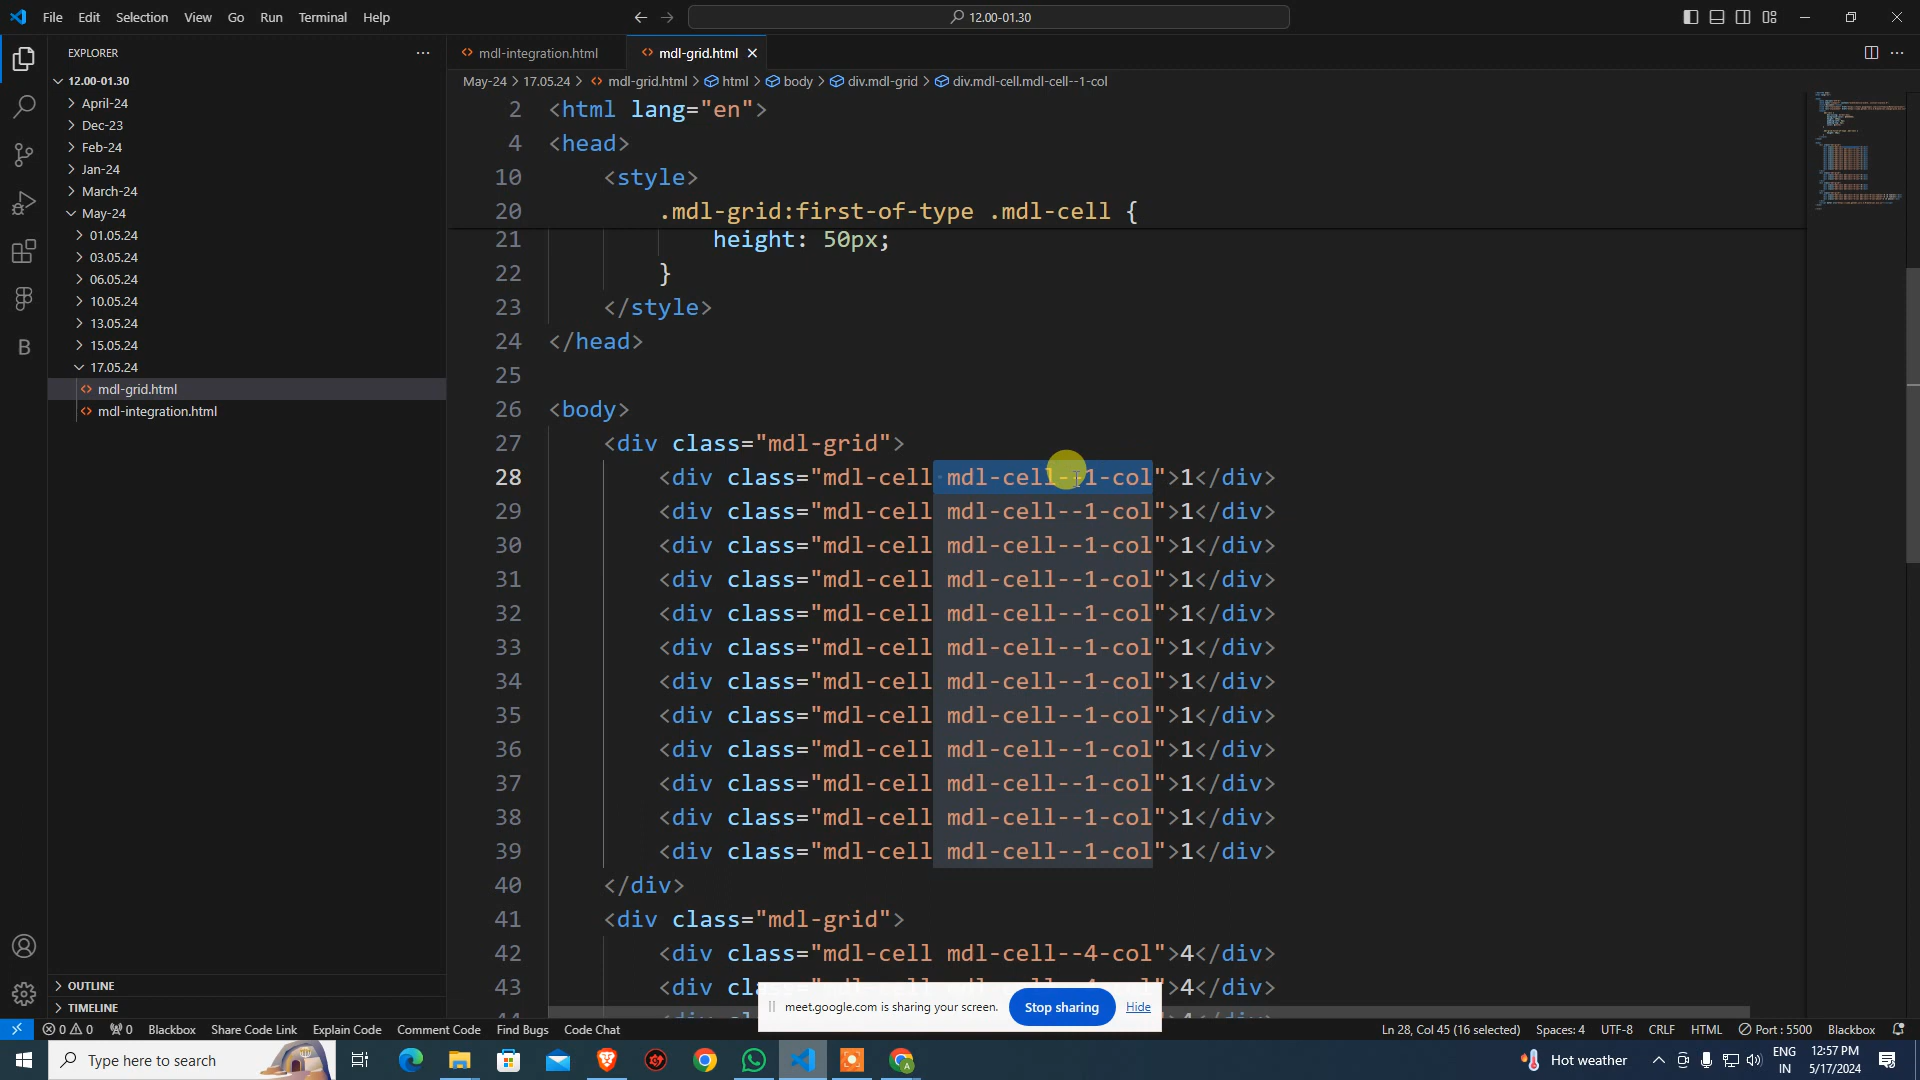 File Edit Selection View Go Run Terminal Help
12.00-01.30
EXPLORER
mdl-integration.html
mdl-grid.html
May-24 > 17.05.24 > mdl-grid.html > html > body > div.mdl-grid > div.mdl-cell.mdl-cell--1-col
12.00-01.30
April-24
Dec-23
Feb-24
Jan-24
March-24
May-24
01.05.24
03.05.24
06.05.24
10.05.24
13.05.24
15.05.24
17.05.24
mdl-grid.html
mdl-integration.html
OUTLINE
TIMELINE
2 <html lang="en">
4 <head>
10 <style>
20 .mdl-grid:first-of-type .mdl-cell {
21 height: 50px;
22 }
23 </style>
24 </head>
25
26 <body>
27 <div class="mdl-grid">
28 <div class="mdl-cell mdl-cell--1-col">1</div>
29 <div class="mdl-cell mdl-cell--1-col">1</div>
30 <div class="mdl-cell mdl-cell--1-col">1</div>
31 <div class="mdl-cell mdl-cell--1-col">1</div>
32 <div class="mdl-cell mdl-cell--1-col">1</div>
33 <div class="mdl-cell mdl-cell--1-col">1</div>
34 <div class="mdl-cell mdl-cell--1-col">1</div>
35 <div class="mdl-cell mdl-cell--1-col">1</div>
36 <div class="mdl-cell mdl-cell--1-col">1</div>
37 <div class="mdl-cell mdl-cell--1-col">1</div>
38 <div class="mdl-cell mdl-cell--1-col">1</div>
39 <div class="mdl-cell mdl-cell--1-col">1</div>
40 </div>
41 <div class="mdl-grid">
42 <div class="mdl-cell mdl-cell--4-col">4</div>
43 <div cl 4</div>
meet.google.com is sharing your screen. Stop sharing Hide
0 0 0 Blackbox Share Code Link Explain Code Comment Code Find Bugs Code Chat Ln 28, Col 45 (16 selected) Spaces: 4 UTF-8 CRLF HTML Port : 5500 Blackbox
Type here to search
Hot weather
ENG
IN
12:57 PM
5/17/2024